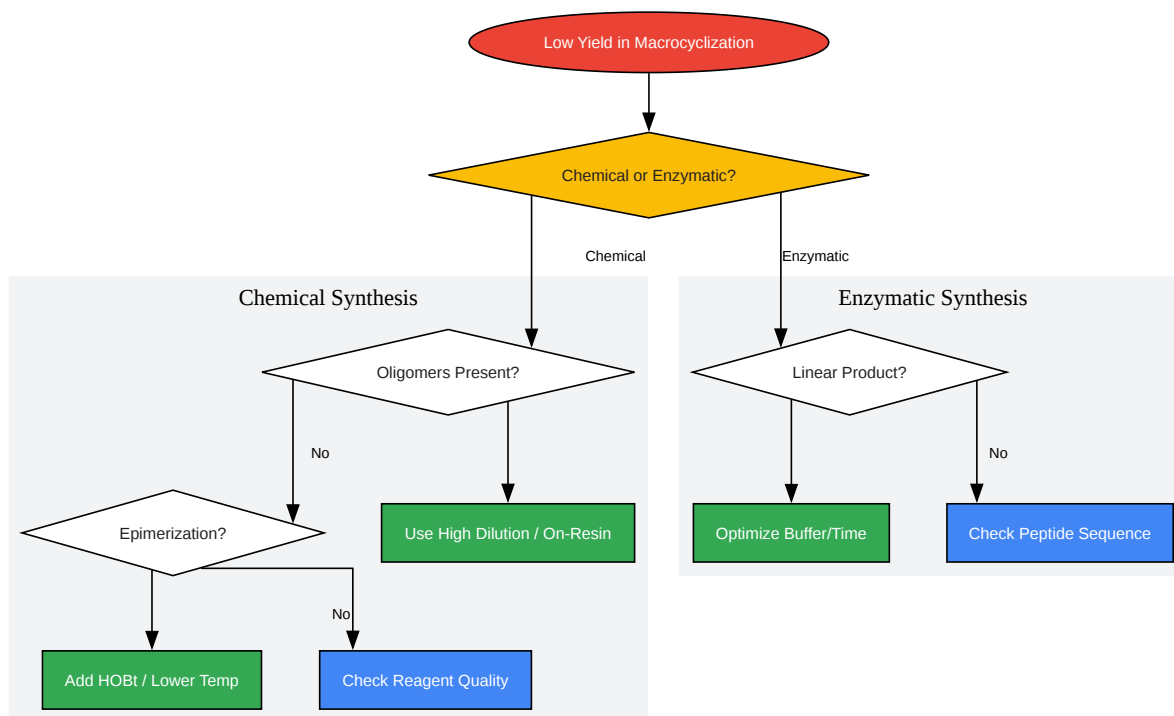 Low Yield in Macrocyclization
Chemical or Enzymatic?
Chemical
Enzymatic
Chemical Synthesis
Enzymatic Synthesis
Oligomers Present?
Linear Product?
No
No
Epimerization?
Use High Dilution / On-Resin
Optimize Buffer/Time
Check Peptide Sequence
No
Add HOBt / Lower Temp
Check Reagent Quality